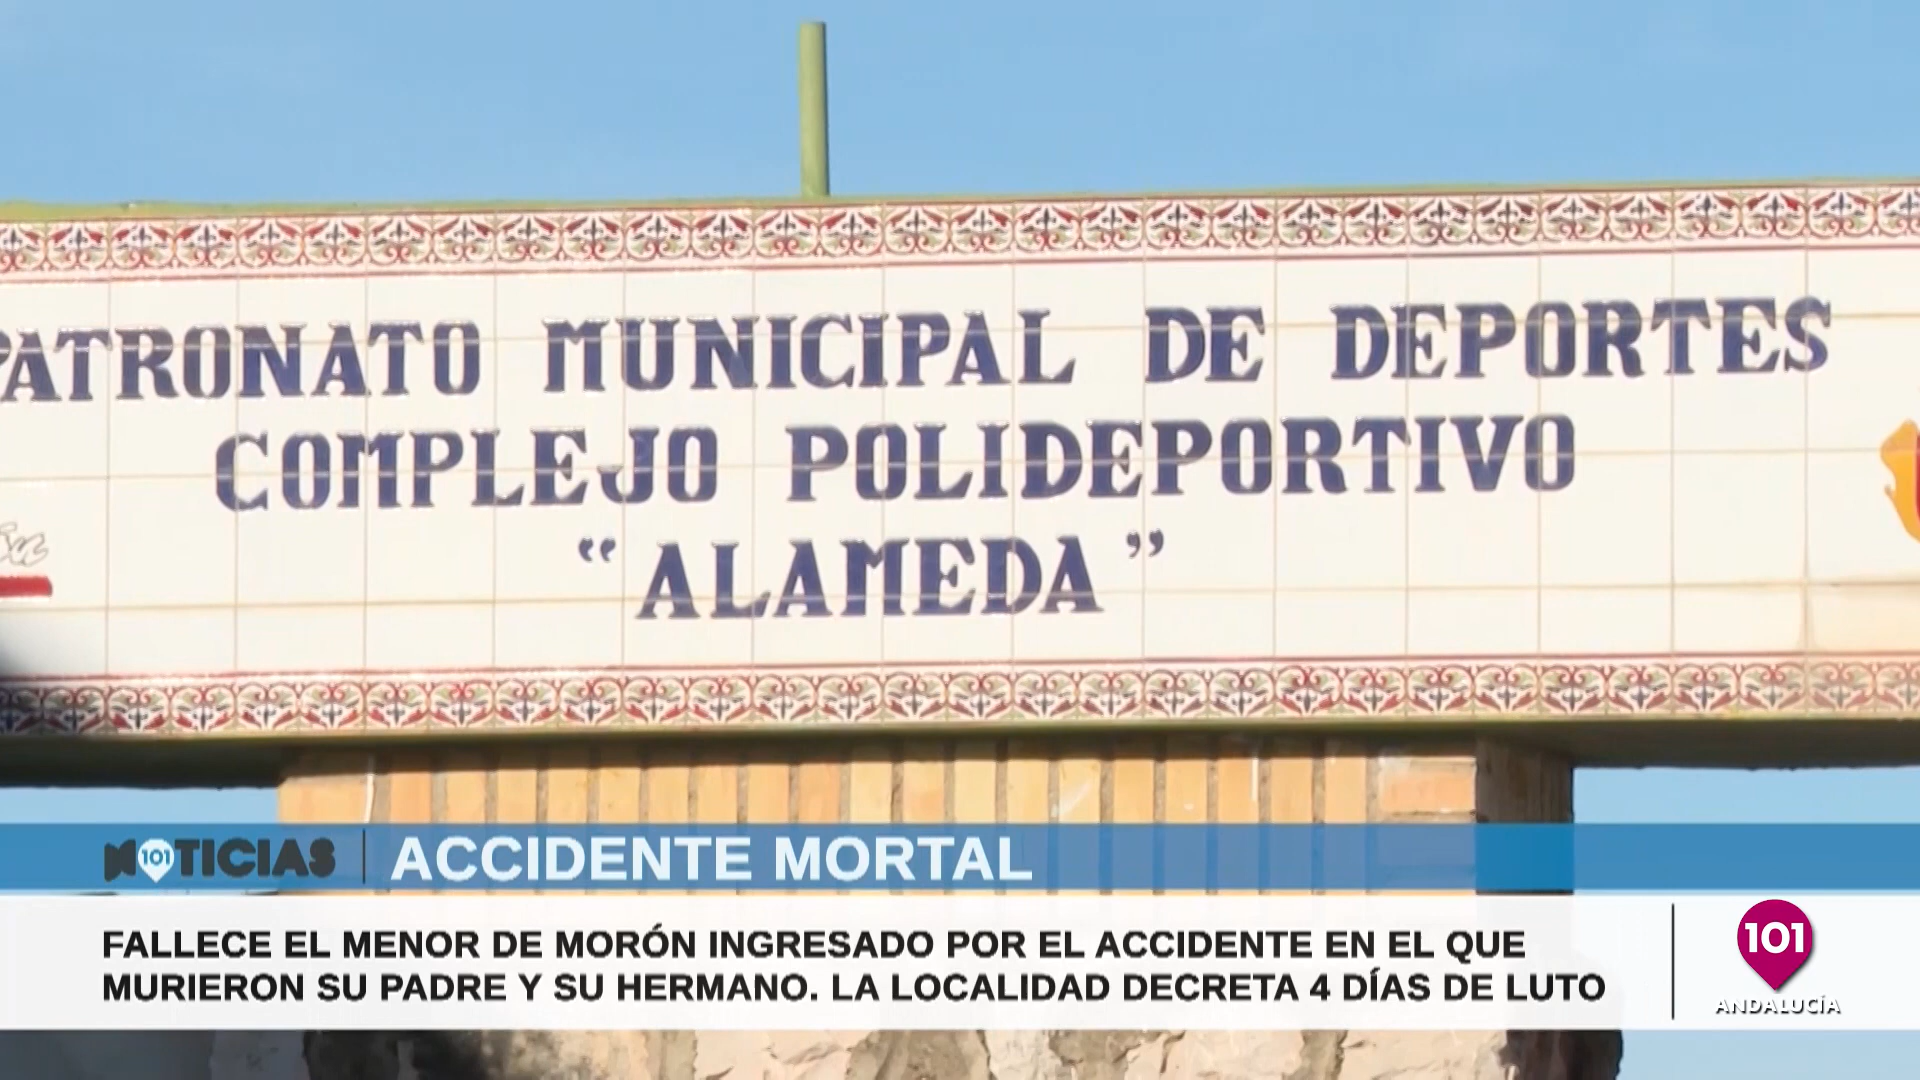 PATRONATO MUNICIPAL DE DEPORTES
COMPLEJO POLIDEPORTIVO
“ALAMEDA”
N101TICIAS
ACCIDENTE MORTAL
FALLECE EL MENOR DE MORÓN INGRESADO POR EL ACCIDENTE EN EL QUE
MURIERON SU PADRE Y SU HERMANO. LA LOCALIDAD DECRETA 4 DÍAS DE LUTO
101
ANDALUCÍA